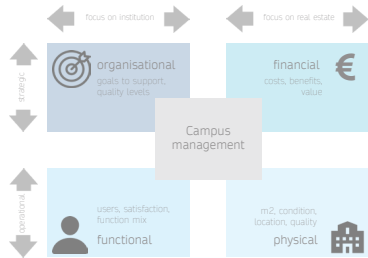 focus on institution
focus on real estate
strategic
organisational
goals to support,
quality levels
financial
costs, benefits,
value
€
Campus
management
operational
users, satisfaction,
function mix
functional
m2, condition,
location, quality
physical